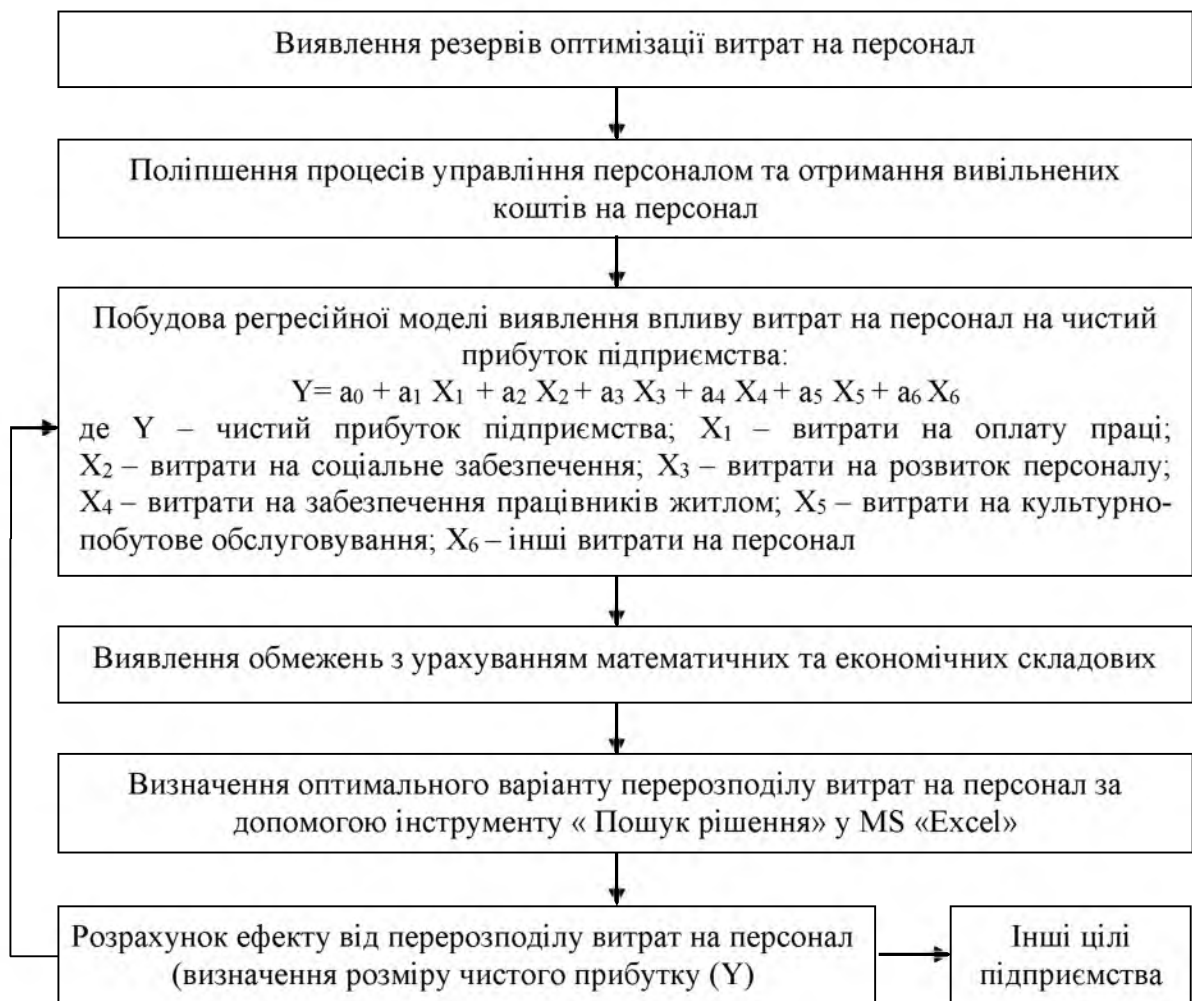 Виявлення резервів оптимізації витрат на персонал
Поліпшення процесів управління персоналом та отримання вивільнених
коштів на персонал
Побудова регресійної моделі виявлення впливу витрат на персонал на чистий
прибуток підприємства:
Y= a₀ + a₁ X₁ + a₂ X₂ + a₃ X₃ + a₄ X₄ + a₅ X₅ + a₆ X₆
де Y – чистий прибуток підприємства; X₁ – витрати на оплату праці;
X₂ – витрати на соціальне забезпечення; X₃ – витрати на розвиток персоналу;
X₄ – витрати на забезпечення працівників житлом; X₅ – витрати на культурно-
побутове обслуговування; X₆ – інші витрати на персонал
Виявлення обмежень з урахуванням математичних та економічних складових
Визначення оптимального варіанту перерозподілу витрат на персонал за
допомогою інструменту « Пошук рішення» у MS «Excel»
Розрахунок ефекту від перерозподілу витрат на персонал
(визначення розміру чистого прибутку (Y)
Інші цілі
підприємства